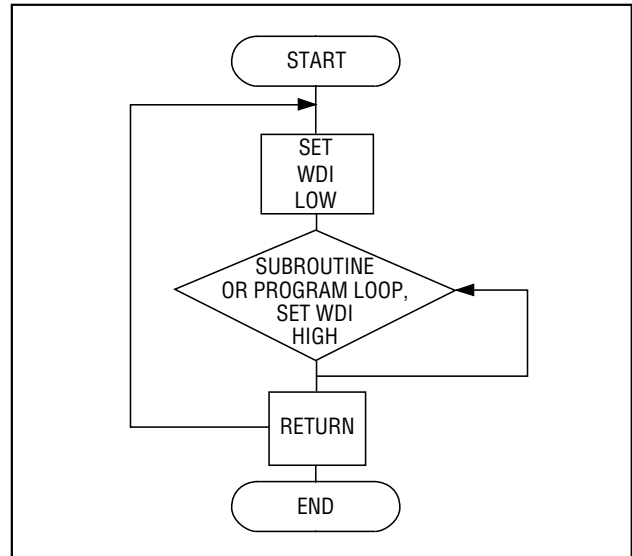 START
SET
WDI
LOW
SUBROUTINE
OR PROGRAM LOOP,
SET WDI
HIGH
RETURN
END